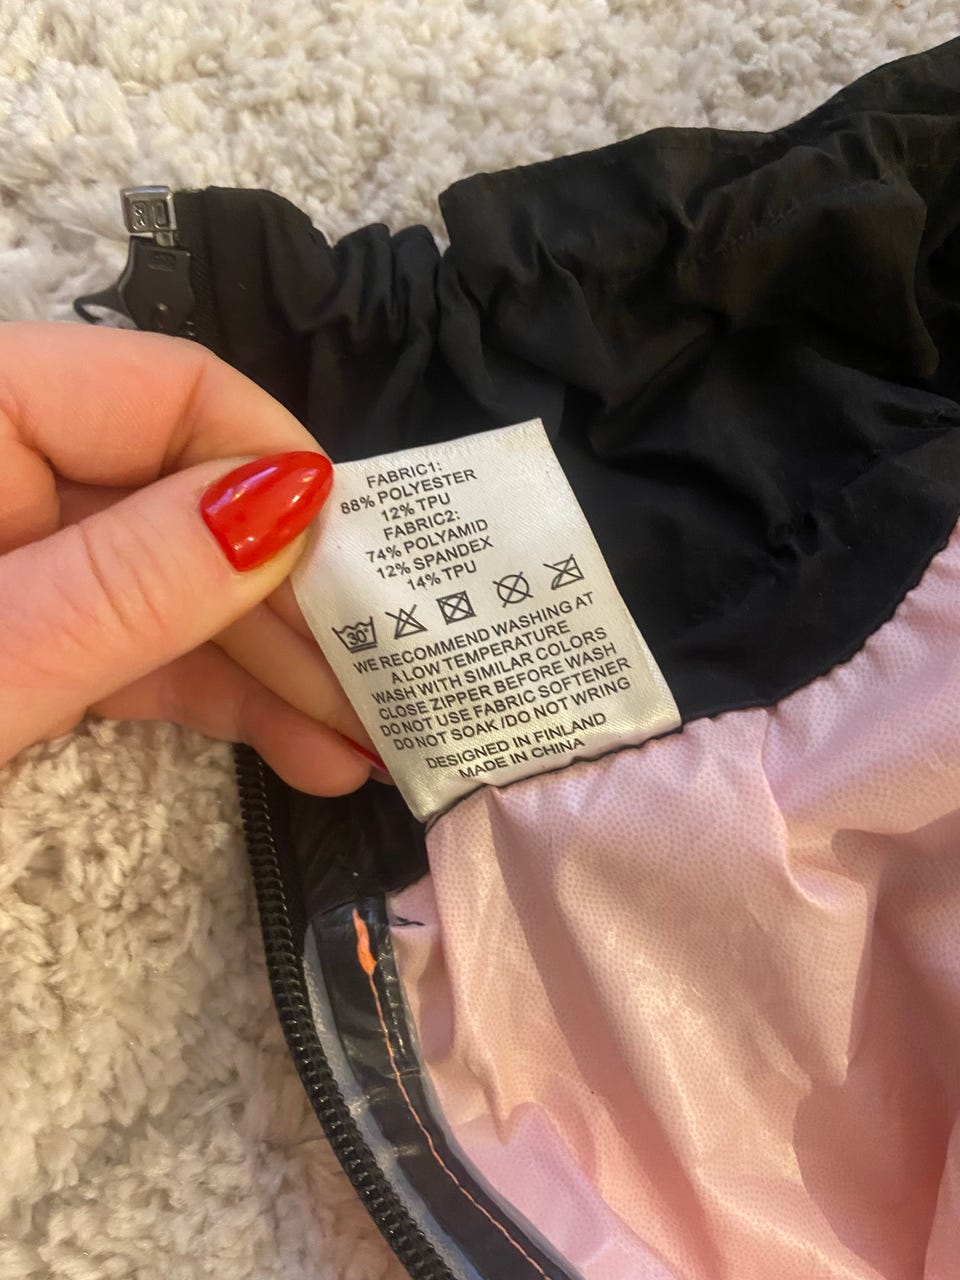 FABRIC1:
88% POLYESTER
12% TPU
FABRIC2:
74% POLYAMID
12% SPANDEX
14% TPU
30°
WE RECOMMEND WASHING AT
A LOW TEMPERATURE
WASH WITH SIMILAR COLORS
CLOSE ZIPPER BEFORE WASH
DO NOT USE FABRIC SOFTENER
DO NOT SOAK /DO NOT WRING
DESIGNED IN FINLAND
MADE IN CHINA